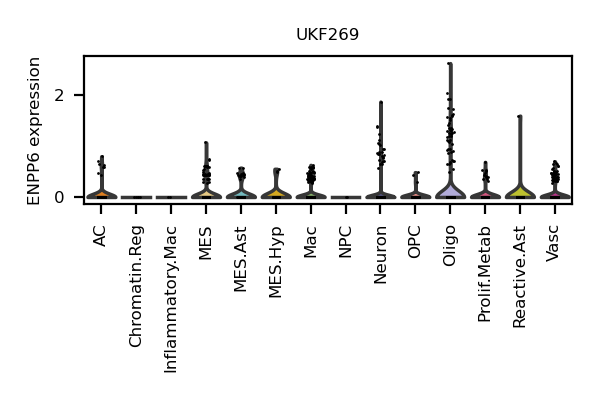 UKF269
ENPP6 expression
2
0
AC
Chromatin.Reg
Inflammatory.Mac
MES
MES.Ast
MES.Hyp
Mac
NPC
Neuron
OPC
Oligo
Prolif.Metab
Reactive.Ast
Vasc